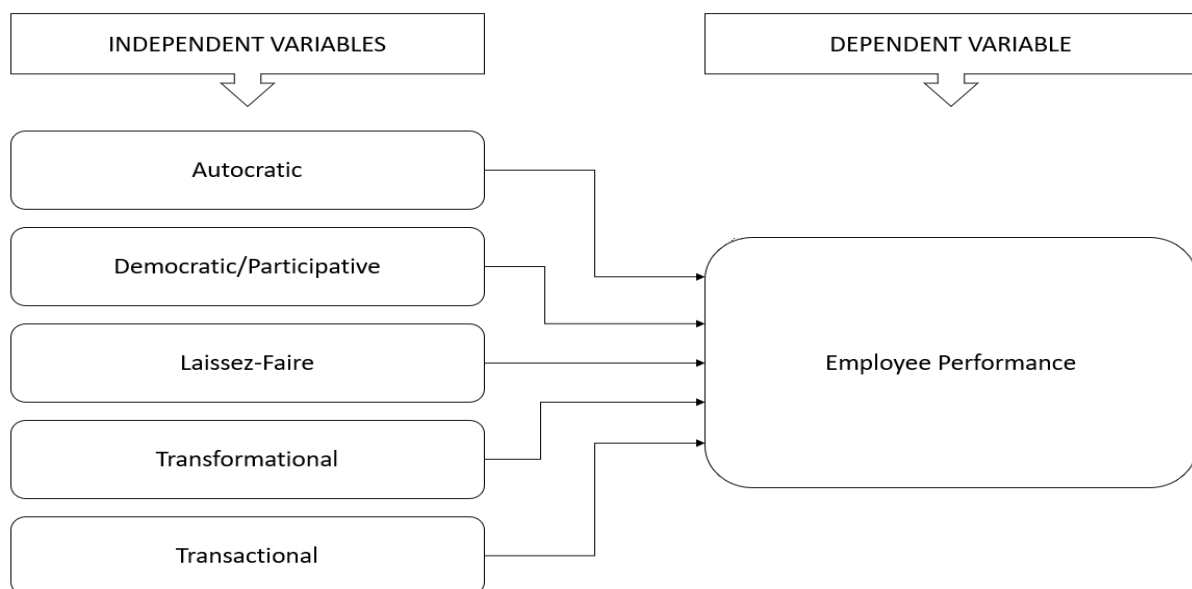 INDEPENDENT VARIABLES
DEPENDENT VARIABLE
Autocratic
Democratic/Participative
Laissez-Faire
Employee Performance
Transformational
Transactional